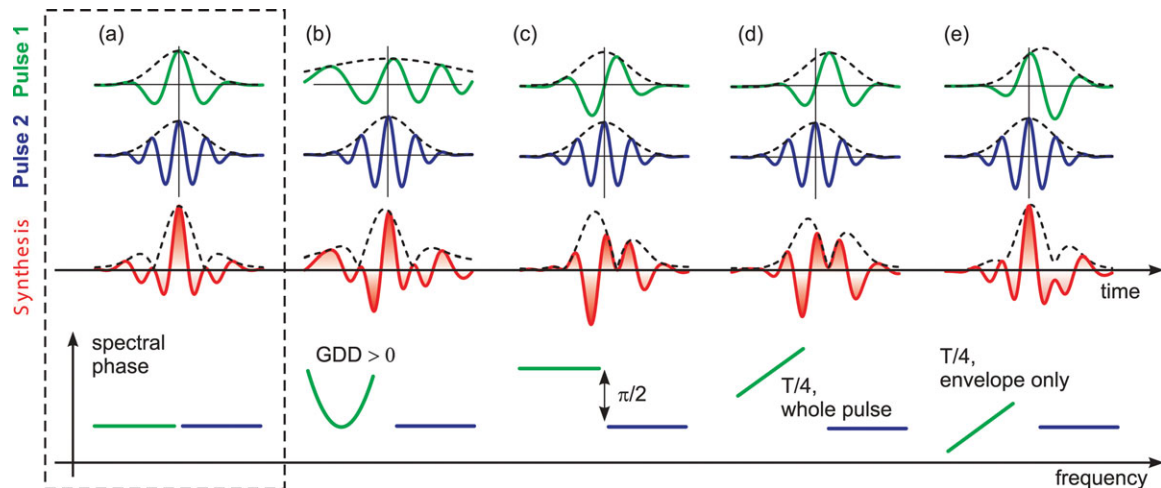 (a)
(b)
(c)
(d)
(e)
Pulse 1
Pulse 2
Synthesis
time
spectral
phase
GDD > 0
π/2
T/4,
whole pulse
T/4,
envelope only
frequency